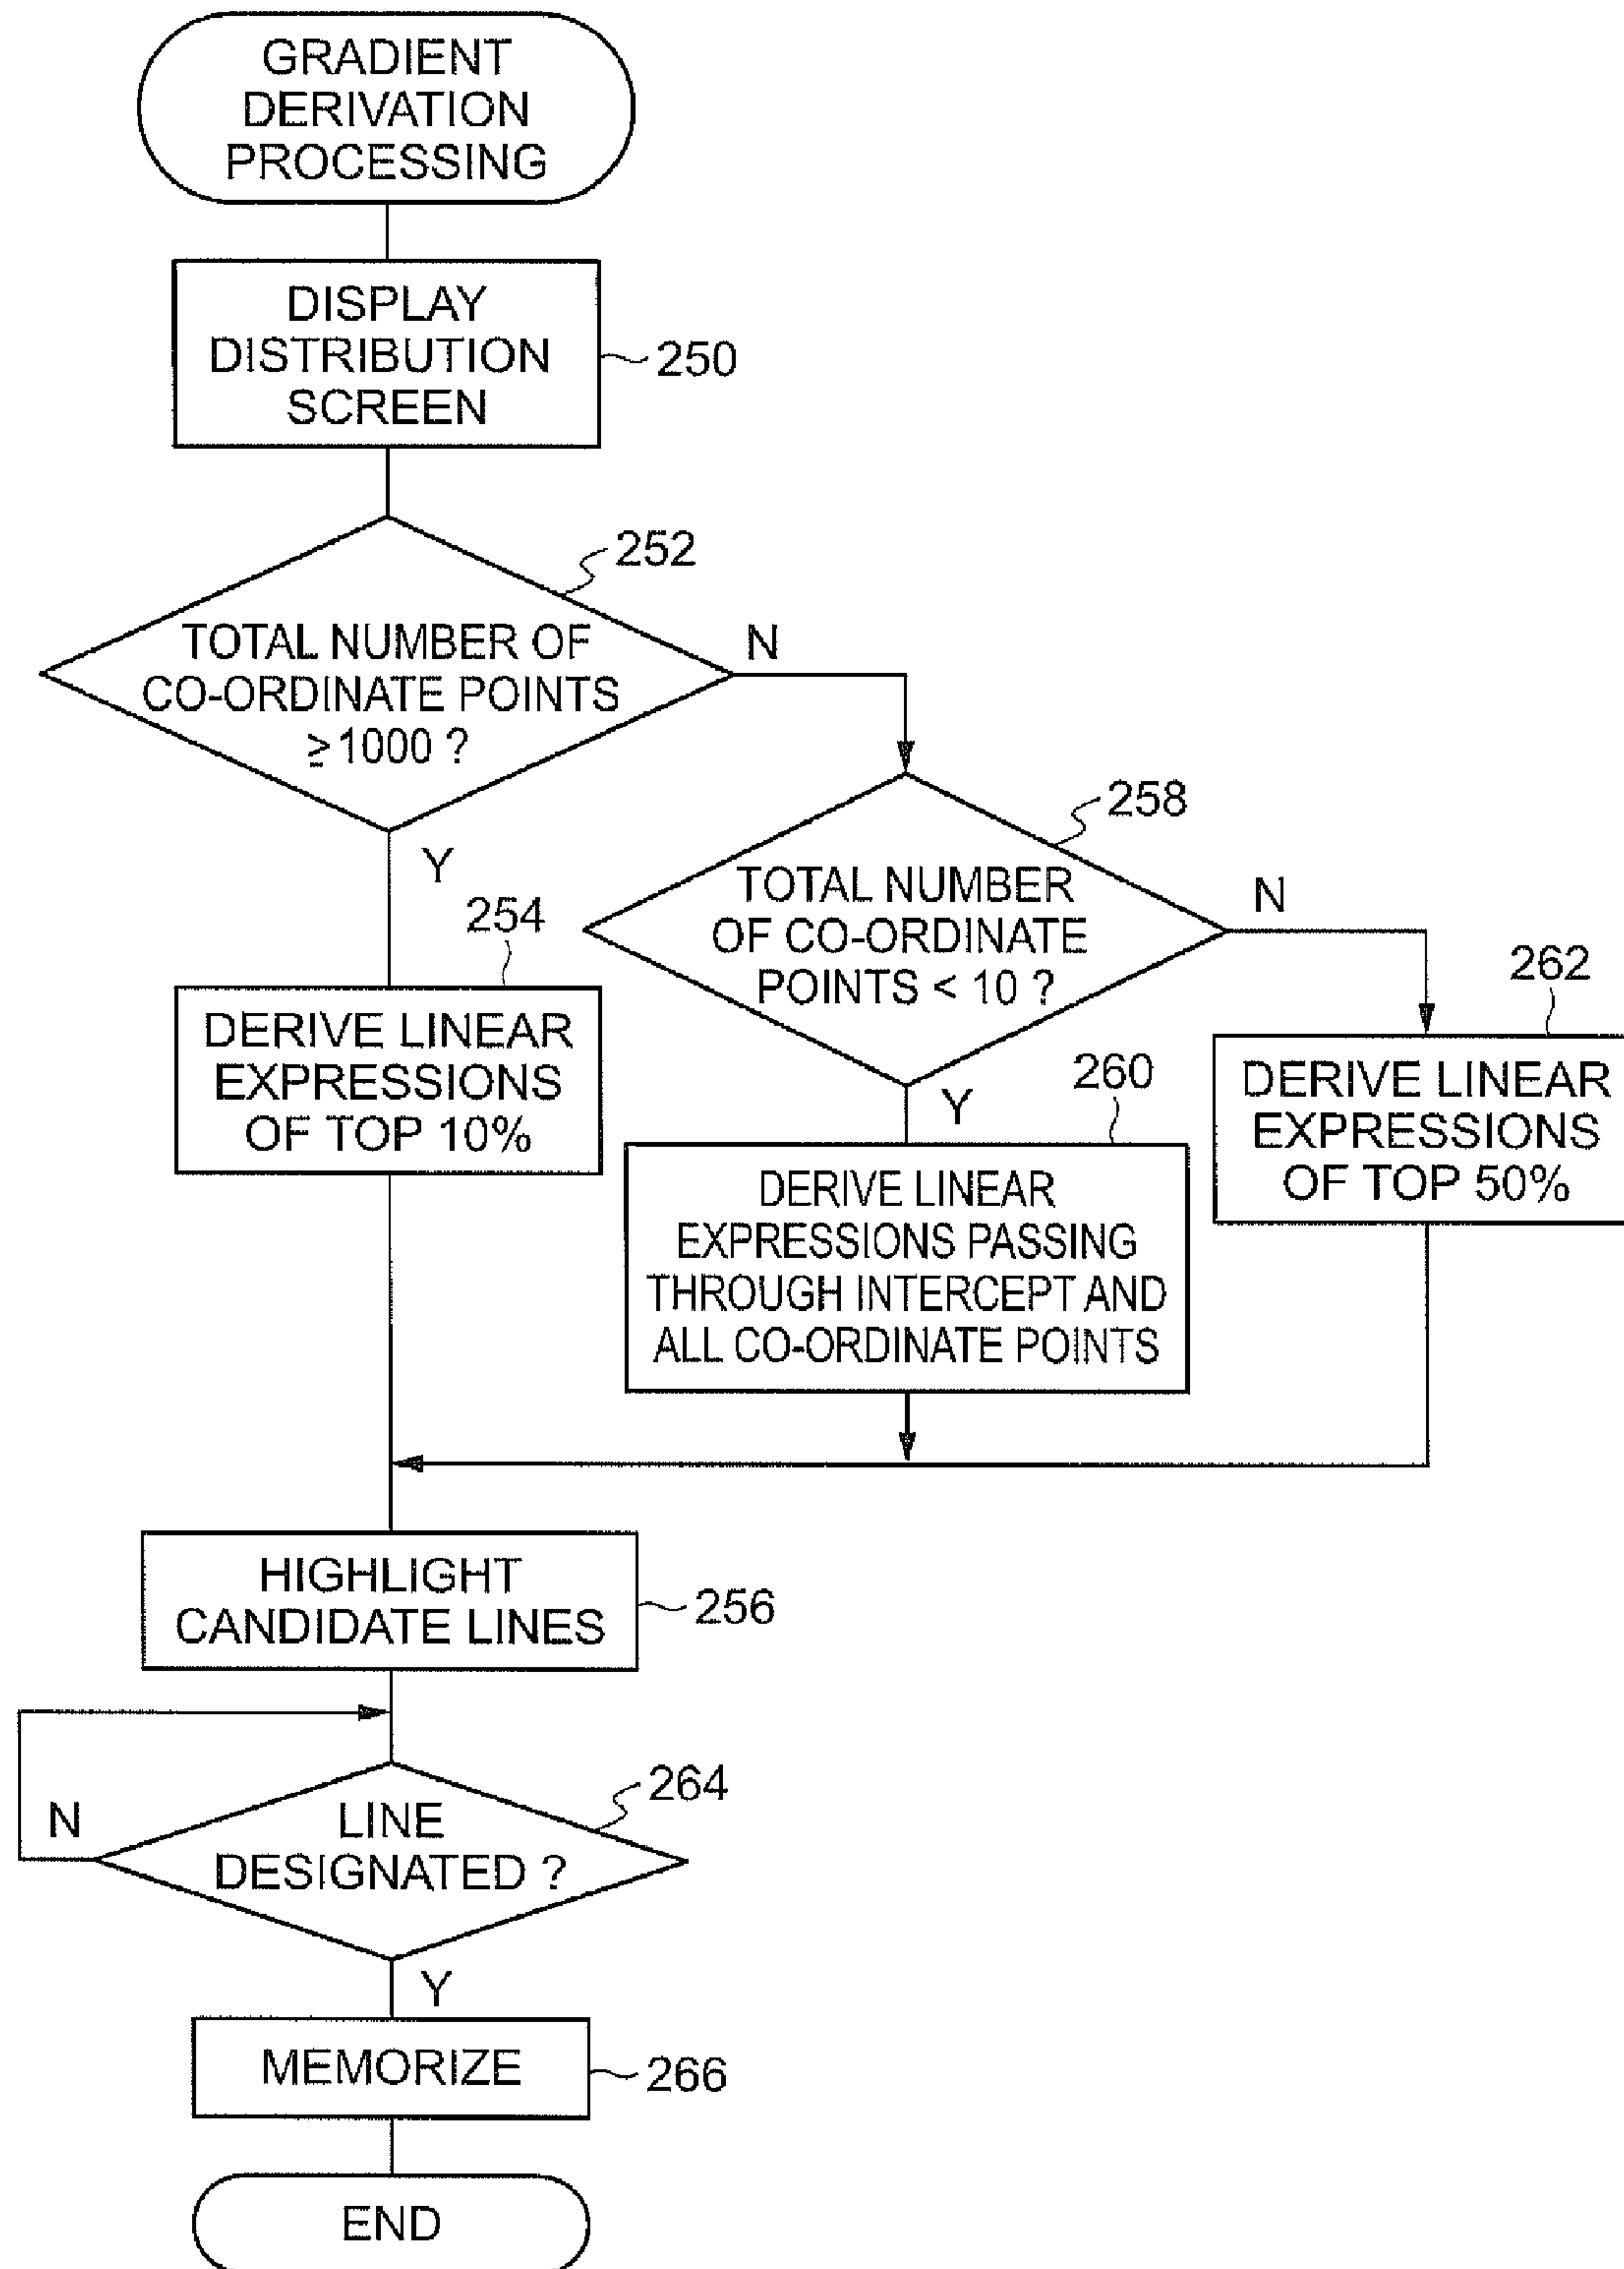 GRADIENT
DERIVATION
PROCESSING
DISPLAY
DISTRIBUTION
SCREEN
250
252
TOTAL NUMBER OF
CO-ORDINATE POINTS
≥1000 ?
N
Y
258
TOTAL NUMBER
OF CO-ORDINATE
POINTS < 10 ?
N
Y
254
DERIVE LINEAR
EXPRESSIONS
OF TOP 10%
260
DERIVE LINEAR
EXPRESSIONS PASSING
THROUGH INTERCEPT AND
ALL CO-ORDINATE POINTS
262
DERIVE LINEAR
EXPRESSIONS
OF TOP 50%
HIGHLIGHT
CANDIDATE LINES
256
264
LINE
DESIGNATED ?
N
Y
MEMORIZE
266
END